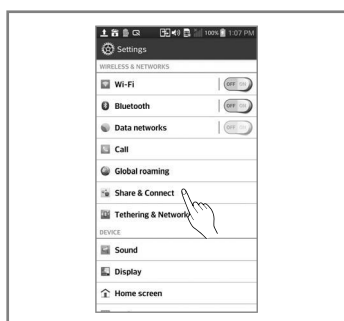 100% 1:07 PM
Settings
WIRELESS & NETWORKS
Wi-Fi
OFF ON
Bluetooth
OFF ON
Data networks
OFF ON
Call
Global roaming
Share & Connect
Tethering & Network
DEVICE
Sound
Display
Home screen